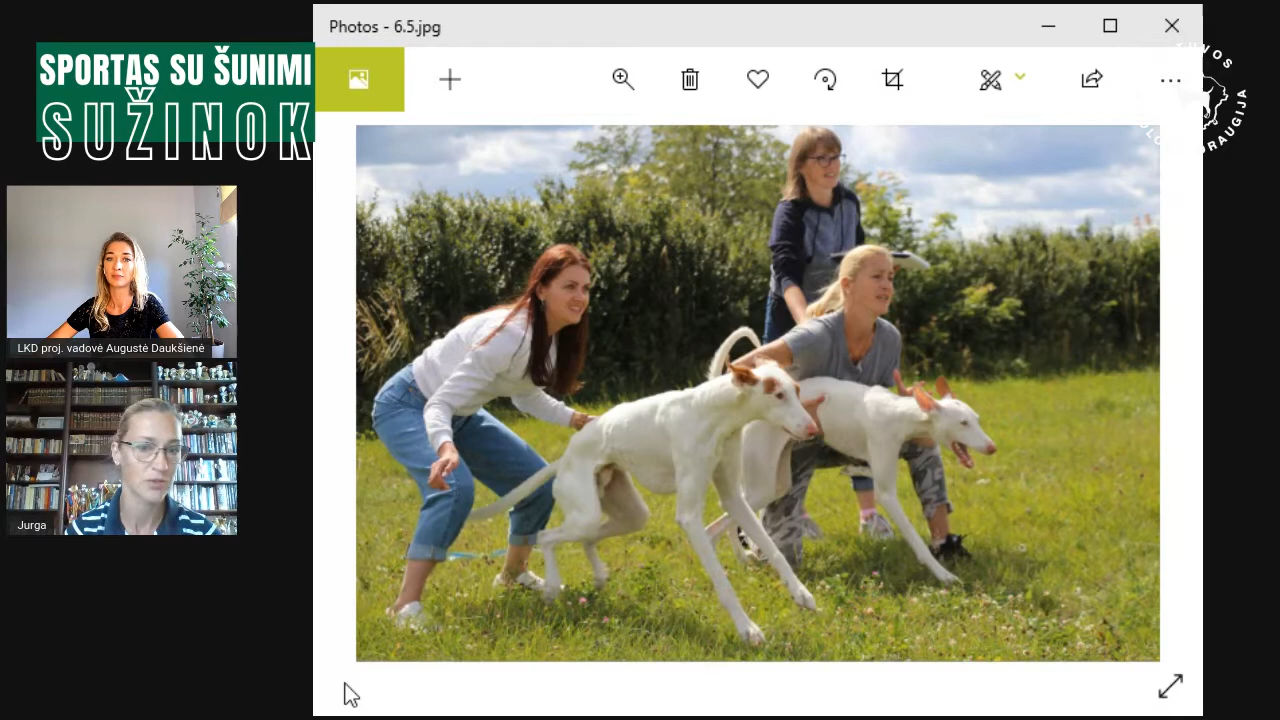 Photos - 6.5.jpg
SPORTAS SU ŠUNIMI
SUŽINOK
LKD proj. vadovė Augustė Daukšienė
Jurga